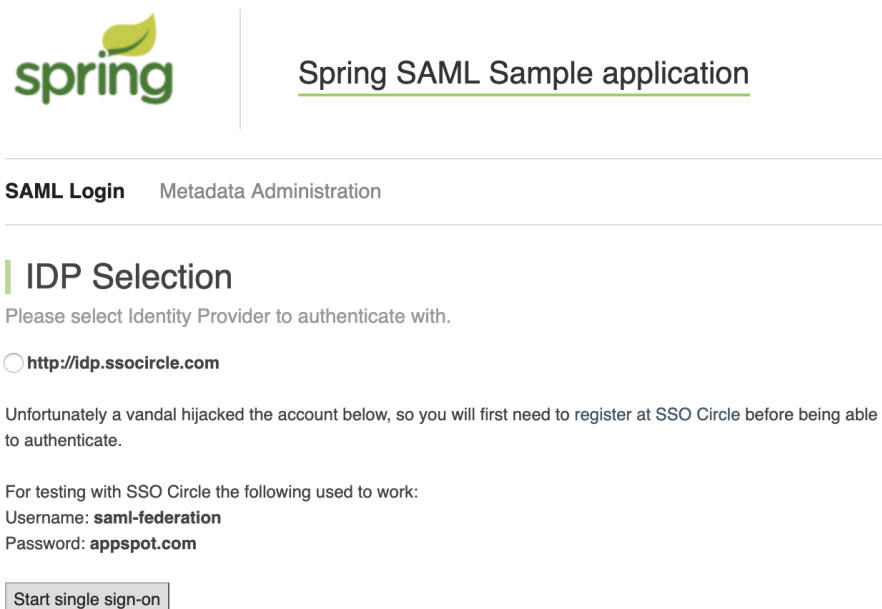 spring
Spring SAML Sample application
SAML Login Metadata Administration
IDP Selection
Please select Identity Provider to authenticate with.
http://idp.ssocircle.com
Unfortunately a vandal hijacked the account below, so you will first need to register at SSO Circle before being able
to authenticate.
For testing with SSO Circle the following used to work:
Username: saml-federation
Password: appspot.com
Start single sign-on